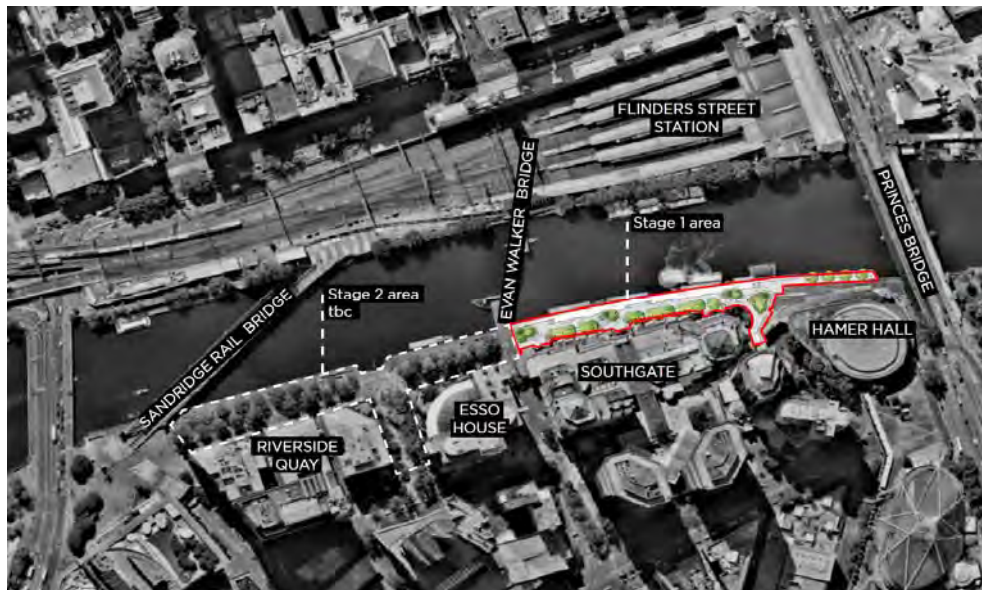 FLINDERS STREET
STATION
EVAN WALKER BRIDGE
PRINCES BRIDGE
Stage 1 area
SANDRIDGE RAIL BRIDGE
Stage 2 area
tbc
HAMER HALL
SOUTHGATE
ESSO
HOUSE
RIVERSIDE
QUAY